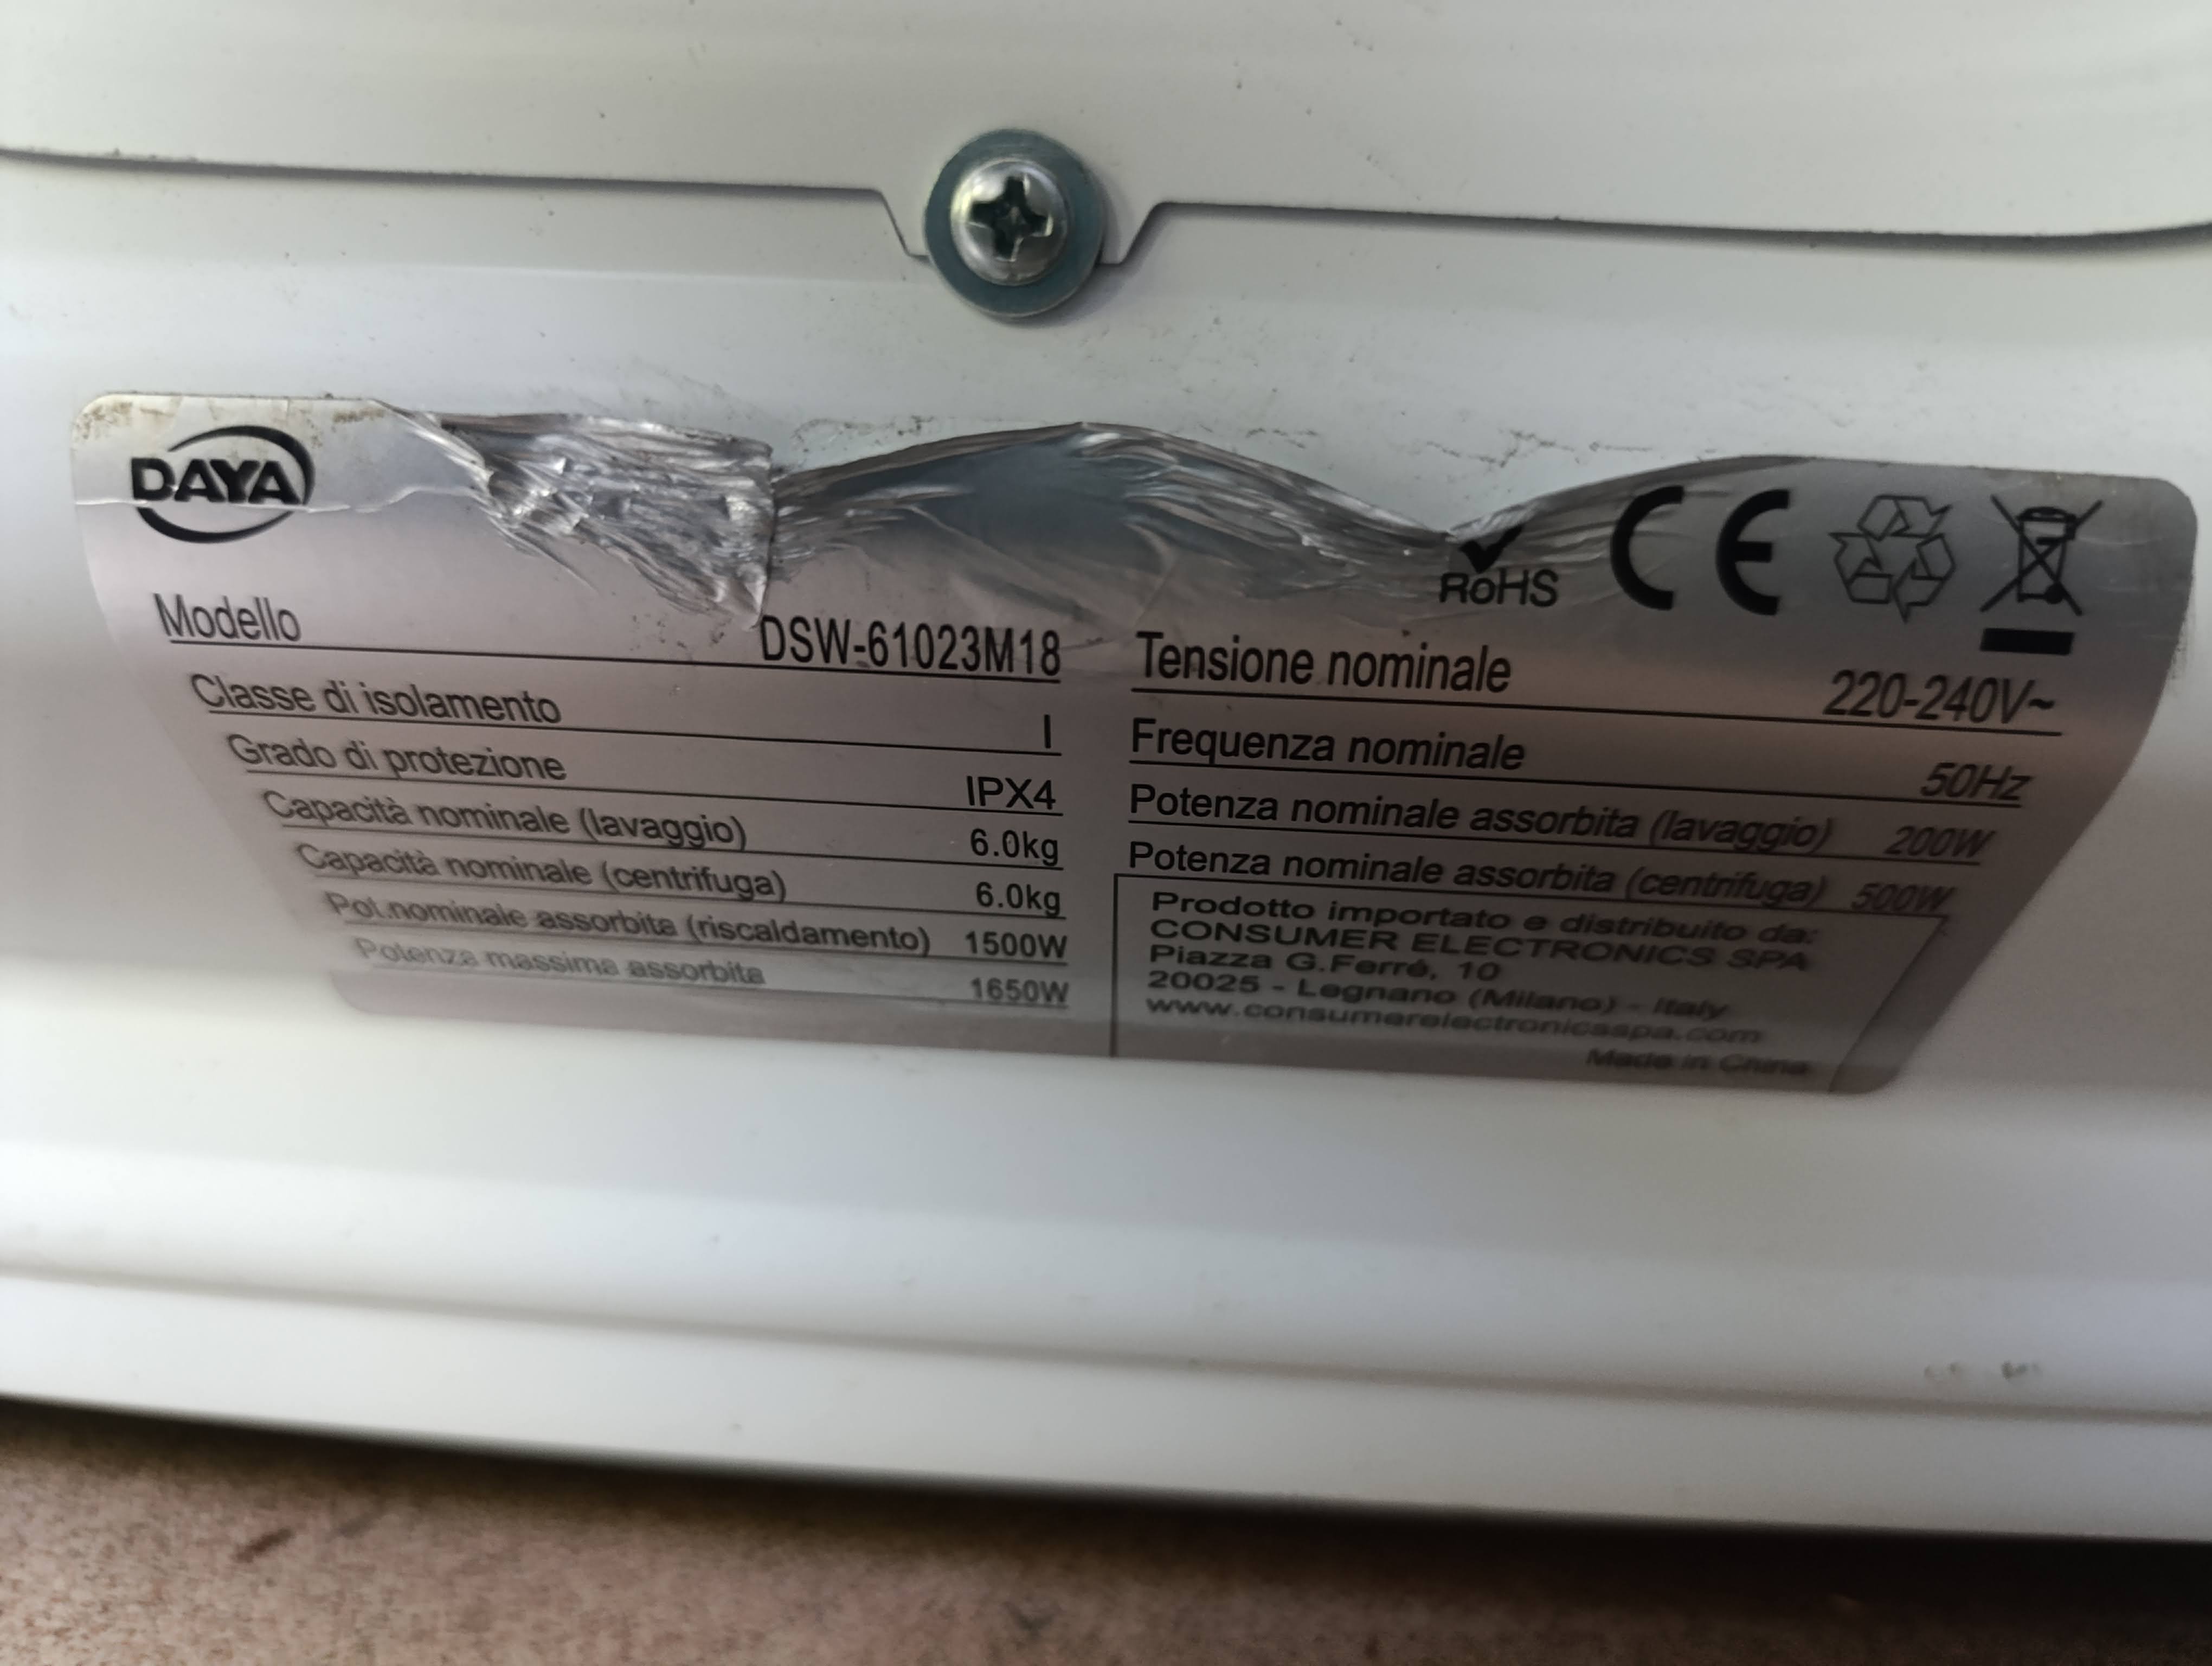 DAYA
RoHS CE
Modello DSW-61023M18
Classe di isolamento I
Grado di protezione IPX4
Capacità nominale (lavaggio) 6.0kg
Capacità nominale (centrifuga) 6.0kg
Pot.nominale assorbita (riscaldamento) 1500W
Potenza massima assorbita 1650W
Tensione nominale 220-240V~
Frequenza nominale 50Hz
Potenza nominale assorbita (lavaggio) 200W
Potenza nominale assorbita (centrifuga) 500W
Prodotto importato e distribuito da:
CONSUMER ELECTRONICS SPA
Piazza G.Ferrè, 10
20025 - Legnano (Milano) - Italy
www.consumerelectronicsspa.com
Made in China